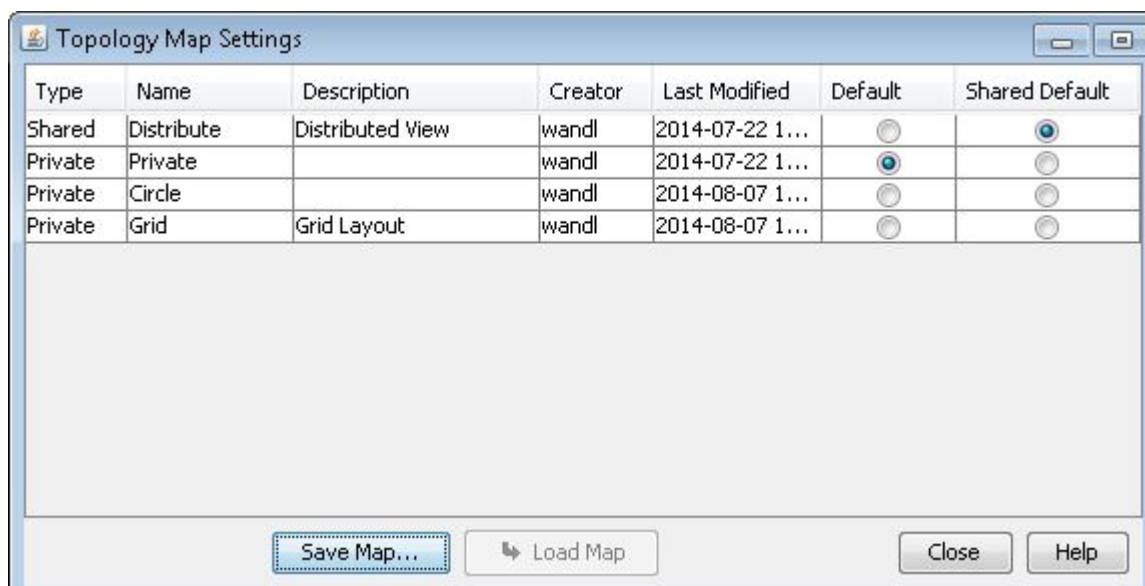 Topology Map Settings
Type Name Description Creator Last Modified Default Shared Default
Shared Distribute Distributed View wandl 2014-07-22 1...
Private Private wandl 2014-07-22 1...
Private Circle wandl 2014-08-07 1...
Private Grid Grid Layout wandl 2014-08-07 1...
Save Map... Load Map Close Help